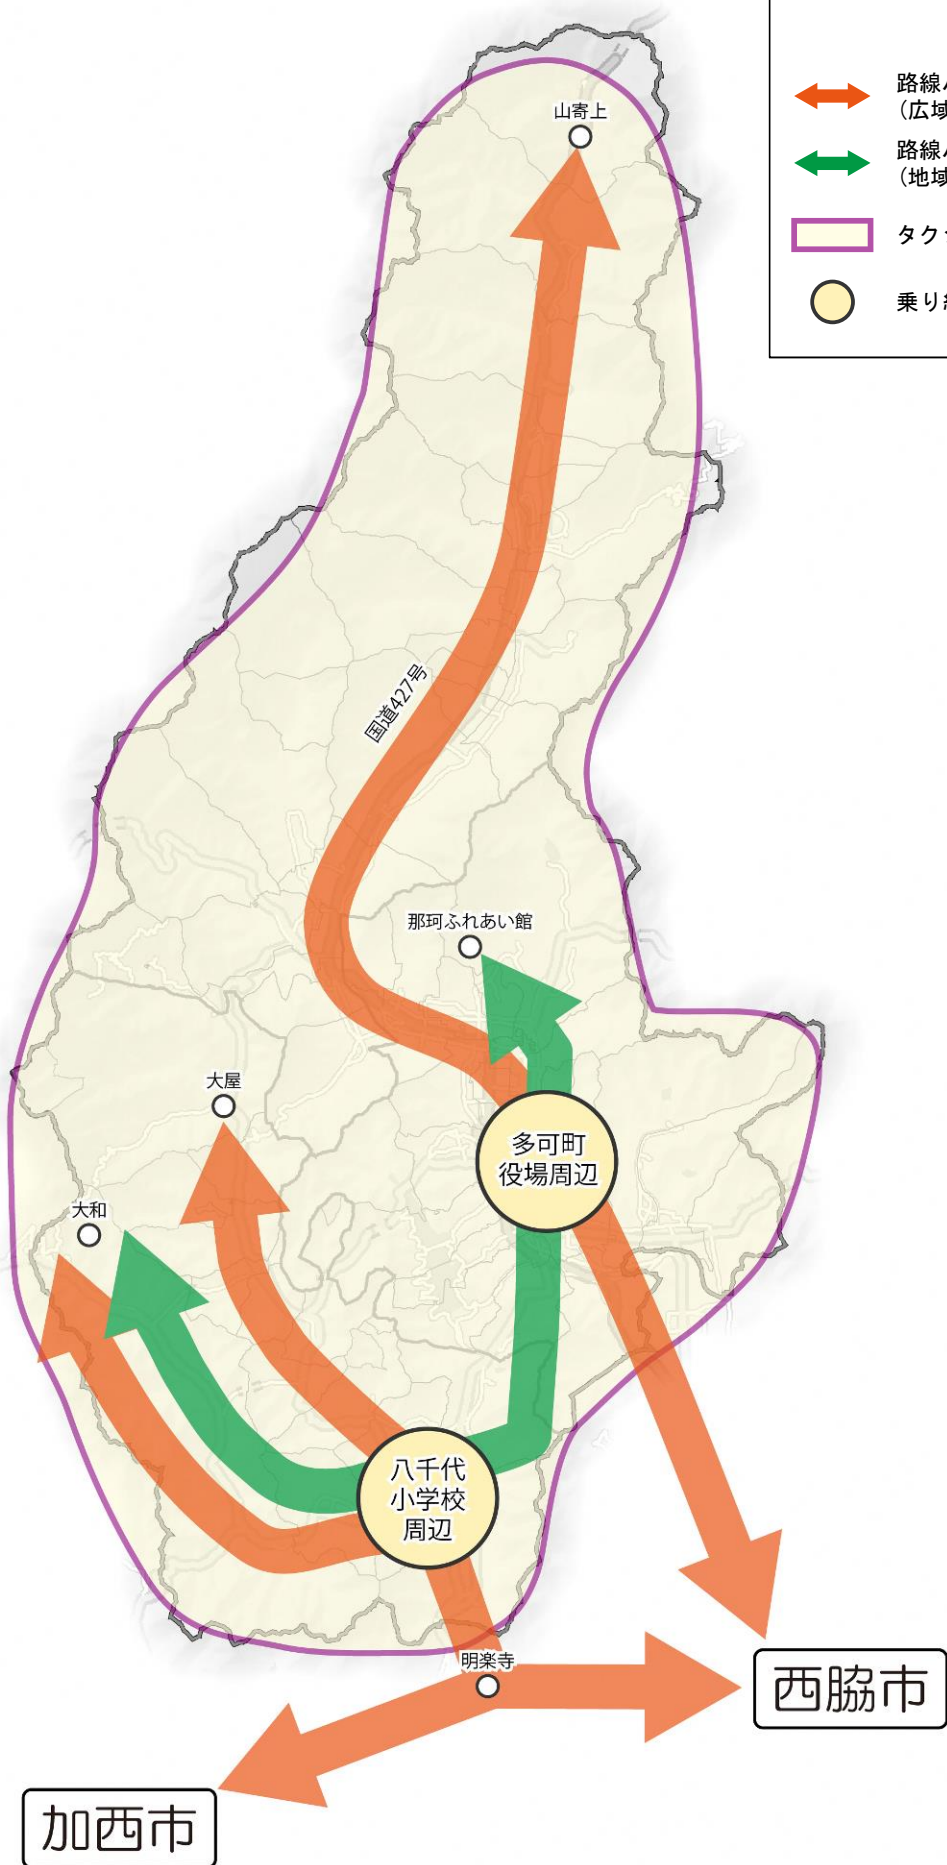 路線バ
（広域
路線バ
（地域
タク
乗り
山寄上
国道427号
那珂ふれあい館
大屋
多可町
役場周辺
大和
八千代
小学校
周辺
明楽寺
西脇市
加西市